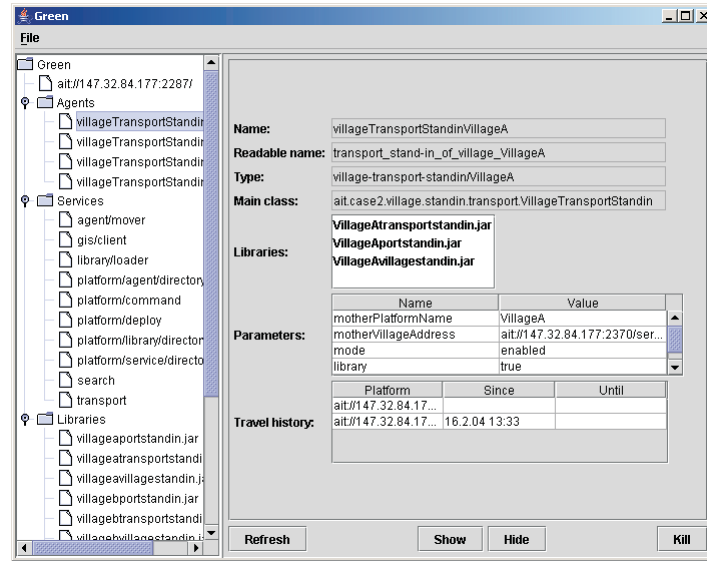 Green
File
Green
ait://147.32.84.177:2287/
Agents
villageTransportStandin
villageTransportStandin
villageTransportStandin
villageTransportStandin
Services
agent/mover
gis/client
library/loader
platform/agent/directory
platform/command
platform/deploy
platform/library/director
platform/service/directo
search
transport
Libraries
villageaportstandin.jar
villageatransportstandi
villageavillagestandin.j
villagebportstandin.jar
villagebtransportstandi
villagebvillagestandin.j
Name: villageTransportStandinVillageA
Readable name: transport_stand-in_of_village_VillageA
Type: village-transport-standin/VillageA
Main class: ait.case2.village.standin.transport.VillageTransportStandin
Libraries:
VillageAtransportstandin.jar
VillageAportstandin.jar
VillageAvillagestandin.jar
Parameters:
Name Value
motherPlatformName VillageA
motherVillageAddress ait://147.32.84.177:2370/ser...
mode enabled
library true
Travel history:
Platform Since Until
ait://147.32.84.17...
ait://147.32.84.17... 16.2.04 13:33
Refresh Show Hide Kill